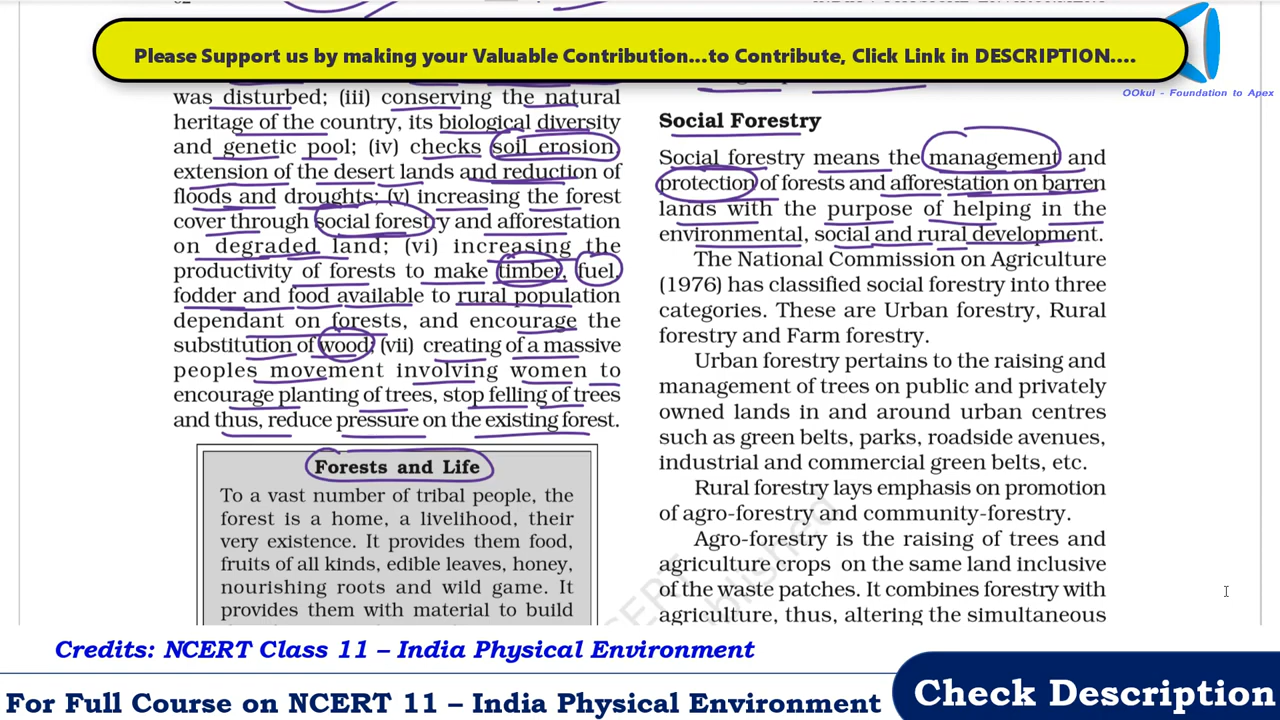 Please Support us by making your Valuable Contribution...to Contribute, Click Link in DESCRIPTION....
OOkul - Foundation to Apex
was disturbed; (iii) conserving the natural
heritage of the country, its biological diversity
and genetic pool; (iv) checks soil erosion
extension of the desert lands and reduction of
floods and droughts; (v) increasing the forest
cover through social forestry and afforestation
on degraded land; (vi) increasing the
productivity of forests to make timber, fuel,
fodder and food available to rural population
dependant on forests, and encourage the
substitution of wood; (vii) creating of a massive
peoples movement involving women to
encourage planting of trees, stop felling of trees
and thus, reduce pressure on the existing forest.
Forests and Life
To a vast number of tribal people, the
forest is a home, a livelihood, their
very existence. It provides them food,
fruits of all kinds, edible leaves, honey,
nourishing roots and wild game. It
provides them with material to build
Social Forestry
Social forestry means the management and
protection of forests and afforestation on barren
lands with the purpose of helping in the
environmental, social and rural development.
The National Commission on Agriculture
(1976) has classified social forestry into three
categories. These are Urban forestry, Rural
forestry and Farm forestry.
Urban forestry pertains to the raising and
management of trees on public and privately
owned lands in and around urban centres
such as green belts, parks, roadside avenues,
industrial and commercial green belts, etc.
Rural forestry lays emphasis on promotion
of agro-forestry and community-forestry.
Agro-forestry is the raising of trees and
agriculture crops on the same land inclusive
of the waste patches. It combines forestry with
agriculture, thus, altering the simultaneous
Credits: NCERT Class 11 – India Physical Environment
For Full Course on NCERT 11 – India Physical Environment
Check Description